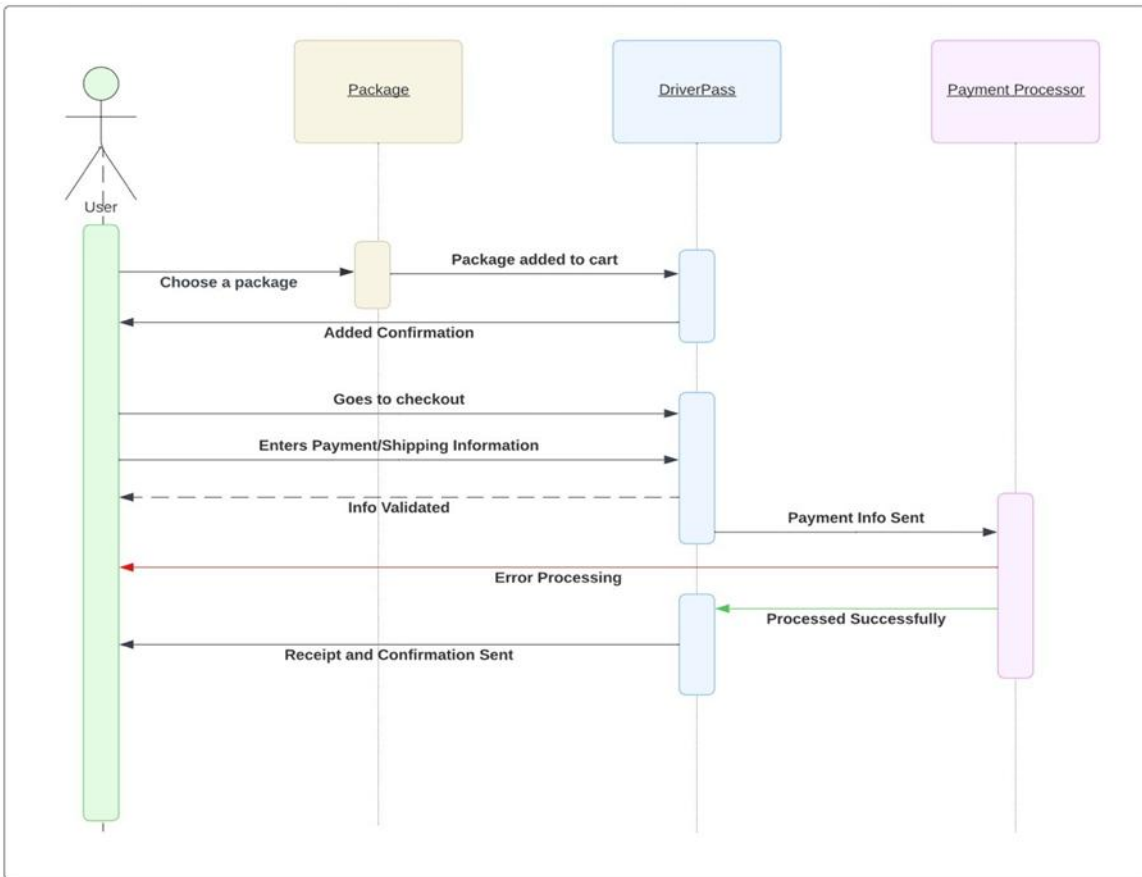 Package
DriverPass
Payment Processor
User
Package added to cart
Choose a package
Added Confirmation
Goes to checkout
Enters Payment/Shipping Information
Info Validated
Payment Info Sent
Error Processing
Processed Successfully
Receipt and Confirmation Sent